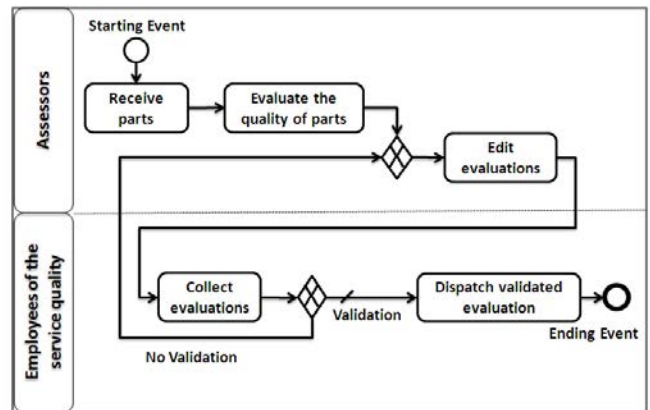 Assessors
Starting Event
Receive
parts
Evaluate the
quality of parts
Edit
evaluations
Employees of the
service quality
Collect
evaluations
Validation
Dispatch validated
evaluation
Ending Event
No Validation